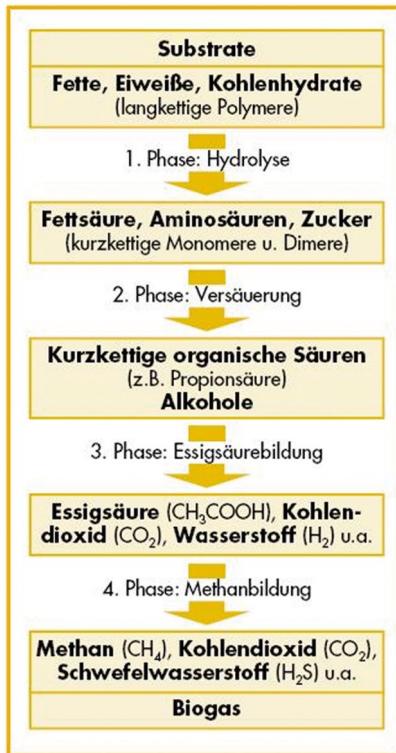 Substrate
Fette, Eiweiße, Kohlenhydrate
(langkettige Polymere)
1. Phase: Hydrolyse
Fettsäure, Aminosäuren, Zucker
(kurzkettige Monomere u. Dimere)
2. Phase: Versäuerung
Kurzkettige organische Säuren
(z.B. Propionsäure)
Alkohole
3. Phase: Essigsäurebildung
Essigsäure (CH₃COOH), Kohlen-
dioxid (CO₂), Wasserstoff (H₂) u.a.
4. Phase: Methanbildung
Methan (CH₄), Kohlendioxid (CO₂),
Schwefelwasserstoff (H₂S) u.a.
Biogas